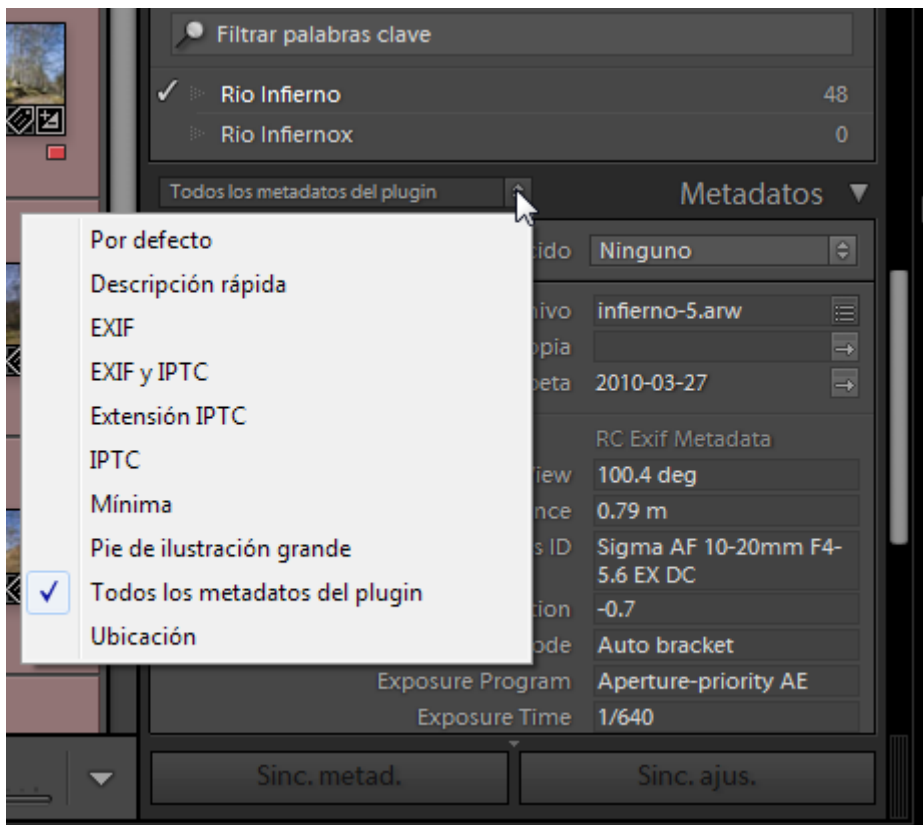 Filtrar palabras clave
Rio Infierno 48
Rio Infiernox 0
Todos los metadatos del plugin Metadatos
Por defecto
Descripción rápida
EXIF
EXIF y IPTC
Extensión IPTC
IPTC
Mínima
Pie de ilustración grande
Todos los metadatos del plugin
Ubicación
cido Ninguno
ivo infierno-5.arw
opia
peta 2010-03-27
RC Exif Metadata
iew 100.4 deg
nce 0.79 m
s ID Sigma AF 10-20mm F4-
5.6 EX DC
tion -0.7
ode Auto bracket
Exposure Program Aperture-priority AE
Exposure Time 1/640
Sinc. metad. Sinc. ajus.